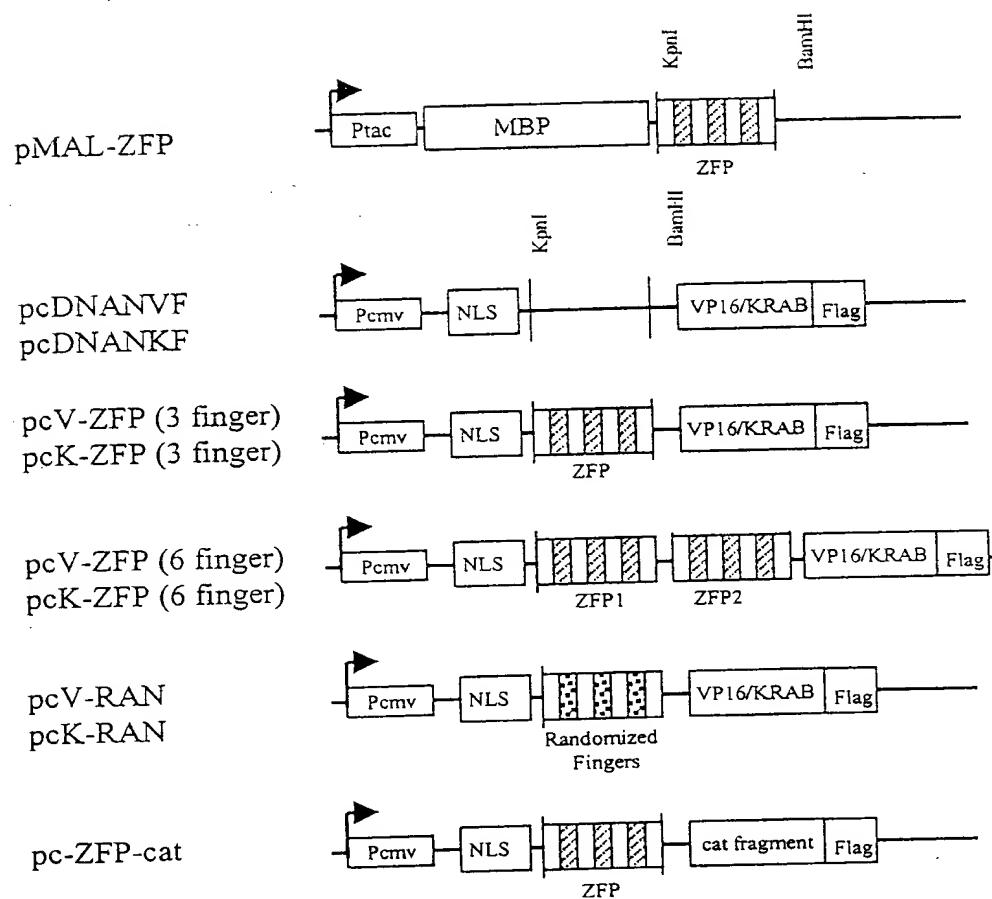 KpnI
BamHI
pMAL-ZFP
Ptac
MBP
ZFP
KpnI
BamHI
pcDNANVF
pcDNANKF
Pcmv
NLS
VP16/KRAB
Flag
pcV-ZFP (3 finger)
pcK-ZFP (3 finger)
Pcmv
NLS
VP16/KRAB
Flag
ZFP
pcV-ZFP (6 finger)
pcK-ZFP (6 finger)
Pcmv
NLS
VP16/KRAB
Flag
ZFP1
ZFP2
pcV-RAN
pcK-RAN
Pcmv
NLS
VP16/KRAB
Flag
Randomized
Fingers
pc-ZFP-cat
Pcmv
NLS
cat fragment
Flag
ZFP